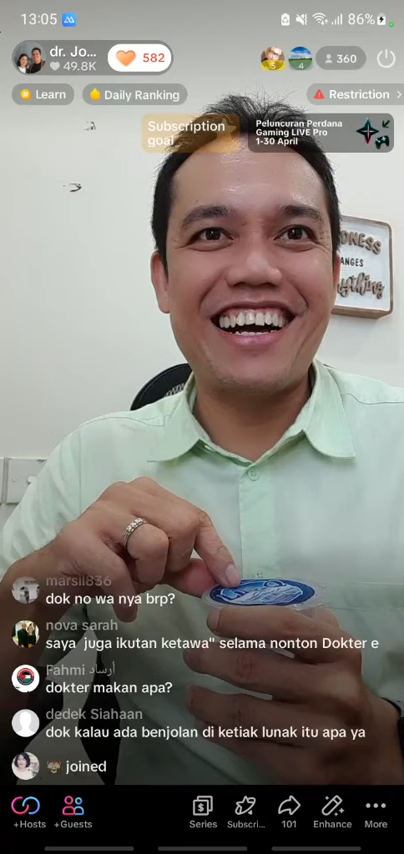 13:05
86%
dr. Jo...
49.8K
582
4
360
Learn
Daily Ranking
Restriction
Subscription
goal
Peluncuran Perdana
Gaming LIVE Pro
1-30 April
ANGES
marsil836
dok no wa nya brp?
nova sarah
saya juga ikutan ketawa" selama nonton Dokter e
Fahmi أرساد
dokter makan apa?
dedek Siahaan
dok kalau ada benjolan di ketiak lunak itu apa ya
joined
+Hosts
+Guests
Series
Subscri...
101
Enhance
More